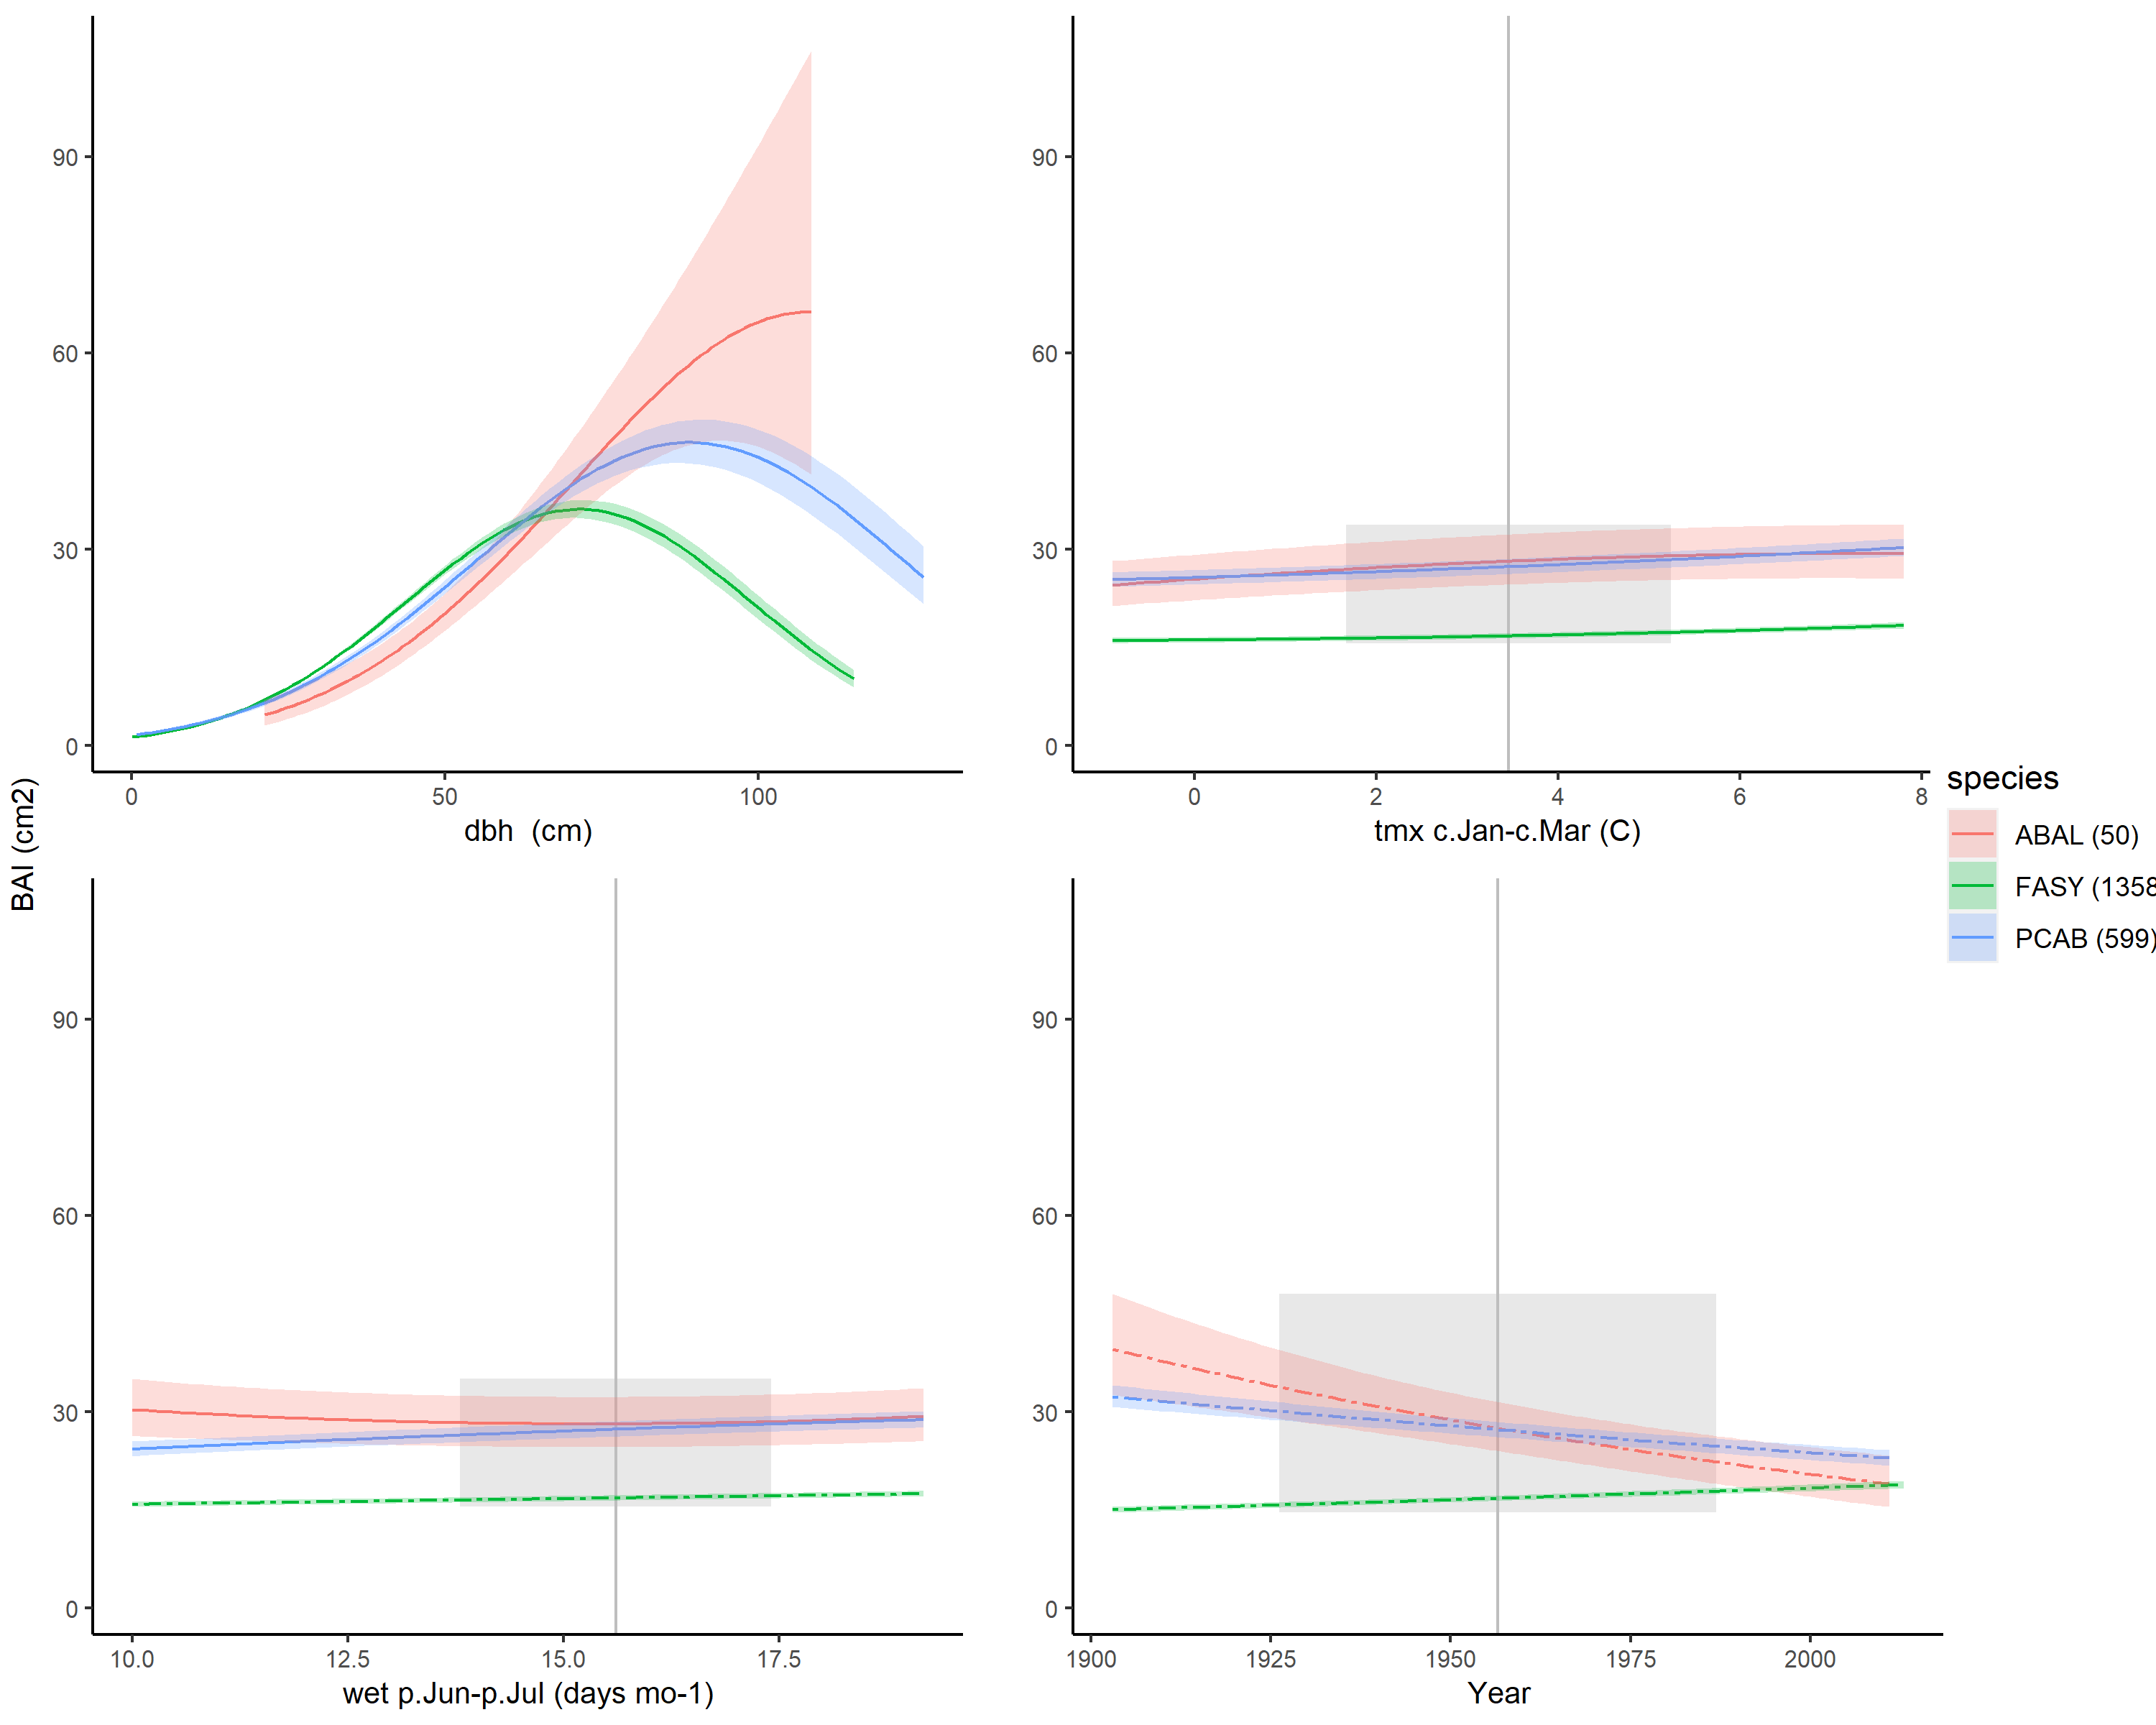 90
60
30
0
0 50 100
dbh (cm)
90
60
30
0
0 2 4 6 8
tmx c.Jan-c.Mar (C)
BAI (cm2)
species
ABAL (50)
FASY (1358
PCAB (599)
90
60
30
0
10.0 12.5 15.0 17.5
wet p.Jun-p.Jul (days mo-1)
90
60
30
0
1900 1925 1950 1975 2000
Year